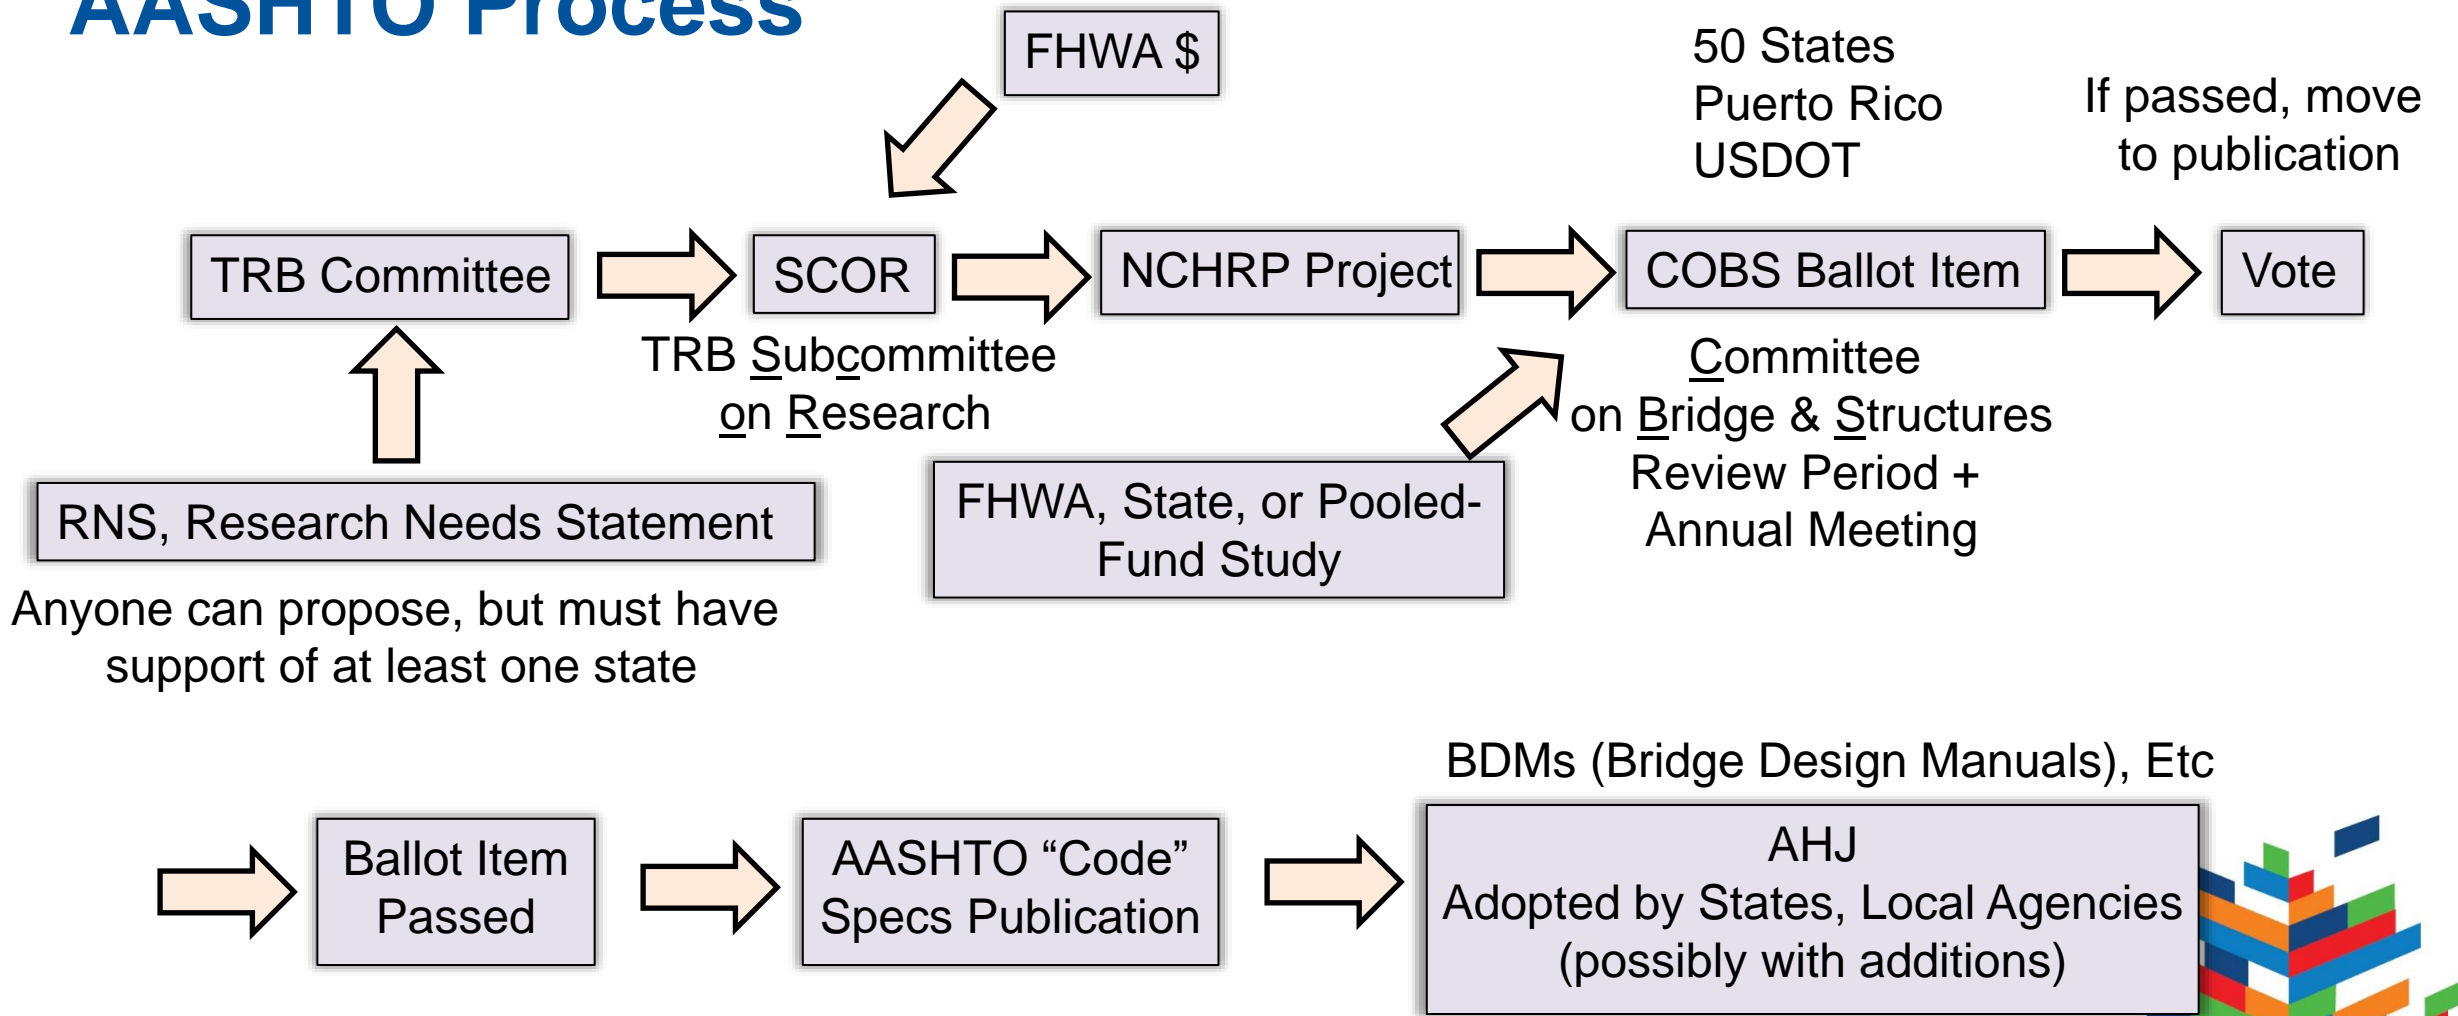 AASHTO Process
FHWA $
50 States
Puerto Rico
USDOT
If passed, move
to publication
TRB Committee
SCOR
NCHRP Project
COBS Ballot Item
Vote
TRB Subcommittee
on Research
Committee
on Bridge & Structures
Review Period +
Annual Meeting
RNS, Research Needs Statement
Anyone can propose, but must have
support of at least one state
FHWA, State, or Pooled-
Fund Study
BDMs (Bridge Design Manuals), Etc
Ballot Item
Passed
AASHTO “Code”
Specs Publication
AHJ
Adopted by States, Local Agencies
(possibly with additions)